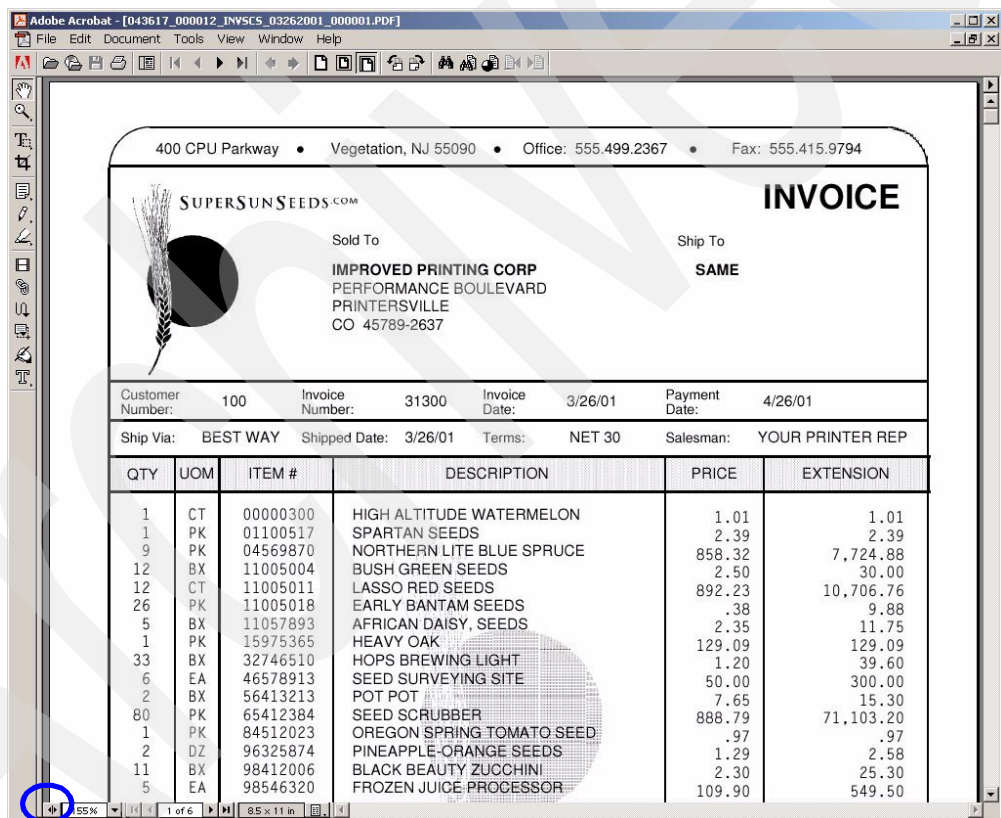 Adobe Acrobat - [043617_000012_INVSCS_03262001_000001.PDF]
File Edit Document Tools View Window Help
400 CPU Parkway • Vegetation, NJ 55090 • Office: 555.499.2367 • Fax: 555.415.9794
SUPERSUNSEEDS.COM
INVOICE
Sold To Ship To
IMPROVED PRINTING CORP SAME
PERFORMANCE BOULEVARD
PRINTERSVILLE
CO 45789-2637
Customer Number: 100 Invoice Number: 31300 Invoice Date: 3/26/01 Payment Date: 4/26/01
Ship Via: BEST WAY Shipped Date: 3/26/01 Terms: NET 30 Salesman: YOUR PRINTER REP
QTY UOM ITEM # DESCRIPTION PRICE EXTENSION
1 CT 00000300 HIGH ALTITUDE WATERMELON 1.01 1.01
1 PK 01100517 SPARTAN SEEDS 2.39 2.39
9 PK 04569870 NORTHERN LITE BLUE SPRUCE 858.32 7,724.88
12 BX 11005004 BUSH GREEN SEEDS 2.50 30.00
12 CT 11005011 LASSO RED SEEDS 892.23 10,706.76
26 PK 11005018 EARLY BANTAM SEEDS .38 9.88
5 BX 11057893 AFRICAN DAISY, SEEDS 2.35 11.75
1 PK 15975365 HEAVY OAK 129.09 129.09
33 BX 32746510 HOPS BREWING LIGHT 1.20 39.60
6 EA 46578913 SEED SURVEYING SITE 50.00 300.00
2 BX 56413213 POT POT 7.65 15.30
80 PK 65412384 SEED SCRUBBER 888.79 71,103.20
1 PK 84512023 OREGON SPRING TOMATO SEED .97 .97
2 DZ 96325874 PINEAPPLE-ORANGE SEEDS 1.29 2.58
11 BX 98412006 BLACK BEAUTY ZUCCHINI 2.30 25.30
5 EA 98546320 FROZEN JUICE PROCESSOR 109.90 549.50
1 of 6 8.5 x 11 in